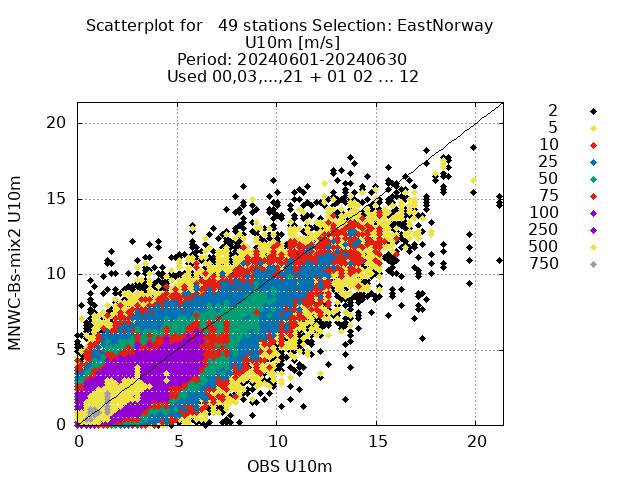 Scatterplot for   49 stations Selection: EastNorway
U10m [m/s]
Period: 20240601-20240630
Used 00,03,...,21 + 01 02 ... 12
2
5
10
25
50
75
100
250
500
750
20
15
10
5
0
MNWC-Bs-mix2 U10m
0 5 10 15 20
OBS U10m